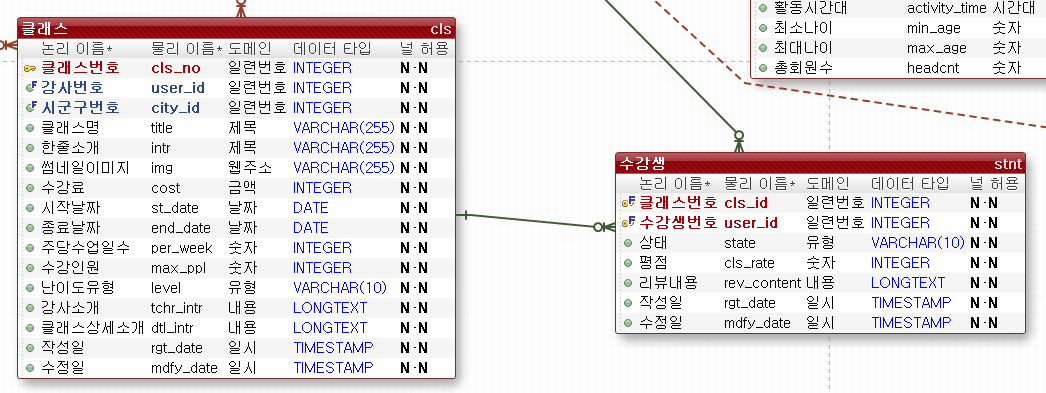 클래스 cls
논리 이름* 물리 이름* 도메인 데이터 타입 널 허용
클래스번호 cls_no 일련번호 INTEGER N-N
강사번호 user_id 일련번호 INTEGER N-N
시군구번호 city_id 일련번호 INTEGER N-N
클래스명 title 제목 VARCHAR(255) N-N
한줄소개 intr 제목 VARCHAR(255) N-N
썸네일이미지 img 웹주소 VARCHAR(255) N-N
수강료 cost 금액 INTEGER N-N
시작날짜 st_date 날짜 DATE N-N
종료날짜 end_date 날짜 DATE N-N
주당수업일수 per_week 숫자 INTEGER N-N
수강인원 max_ppl 숫자 INTEGER N-N
난이도유형 level 유형 VARCHAR(10) N-N
강사소개 tchr_intr 내용 LONGTEXT N-N
클래스상세소개 dtl_intr 내용 LONGTEXT N-N
작성일 rgt_date 일시 TIMESTAMP N-N
수정일 mdfy_date 일시 TIMESTAMP N-N
활동시간대 activity_time 시간대
최소나이 min_age 숫자
최대나이 max_age 숫자
총회원수 headcnt 숫자
수강생 stnt
논리 이름* 물리 이름* 도메인 데이터 타입 널 허용
클래스번호 cls_id 일련번호 INTEGER N-N
수강생번호 user_id 일련번호 INTEGER N-N
상태 state 유형 VARCHAR(10) N-N
평점 cls_rate 숫자 INTEGER N-N
리뷰내용 rev_content 내용 LONGTEXT N-N
작성일 rgt_date 일시 TIMESTAMP N-N
수정일 mdfy_date 일시 TIMESTAMP N-N